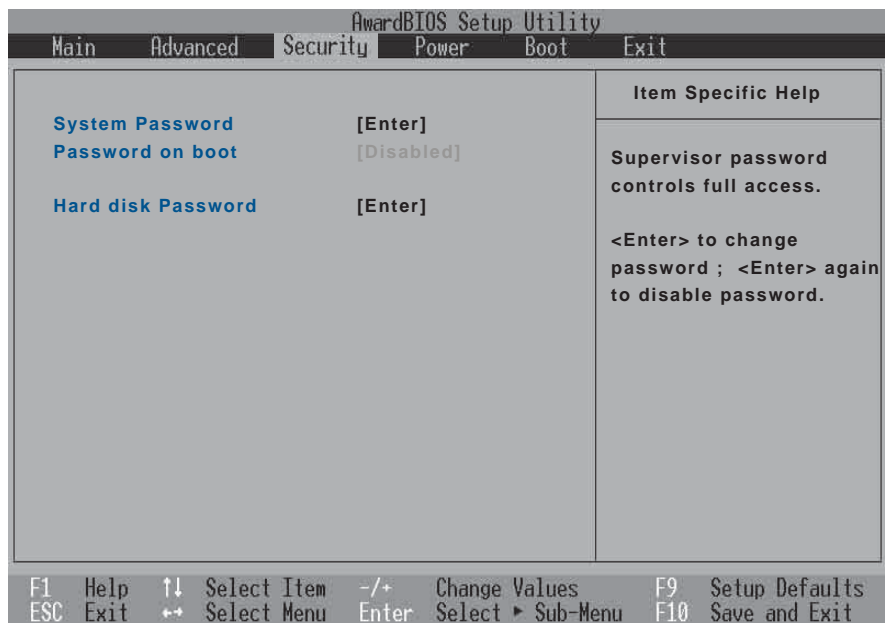 AwardBIOS Setup Utility
Main Advanced Security Power Boot Exit
System Password [Enter]
Password on boot [Disabled]
Hard disk Password [Enter]
Item Specific Help
Supervisor password
controls full access.
<Enter> to change
password ; <Enter> again
to disable password.
F1 Help ↑↓ Select Item -/+ Change Values F9 Setup Defaults
ESC Exit ←→ Select Menu Enter Select ▶ Sub-Menu F10 Save and Exit